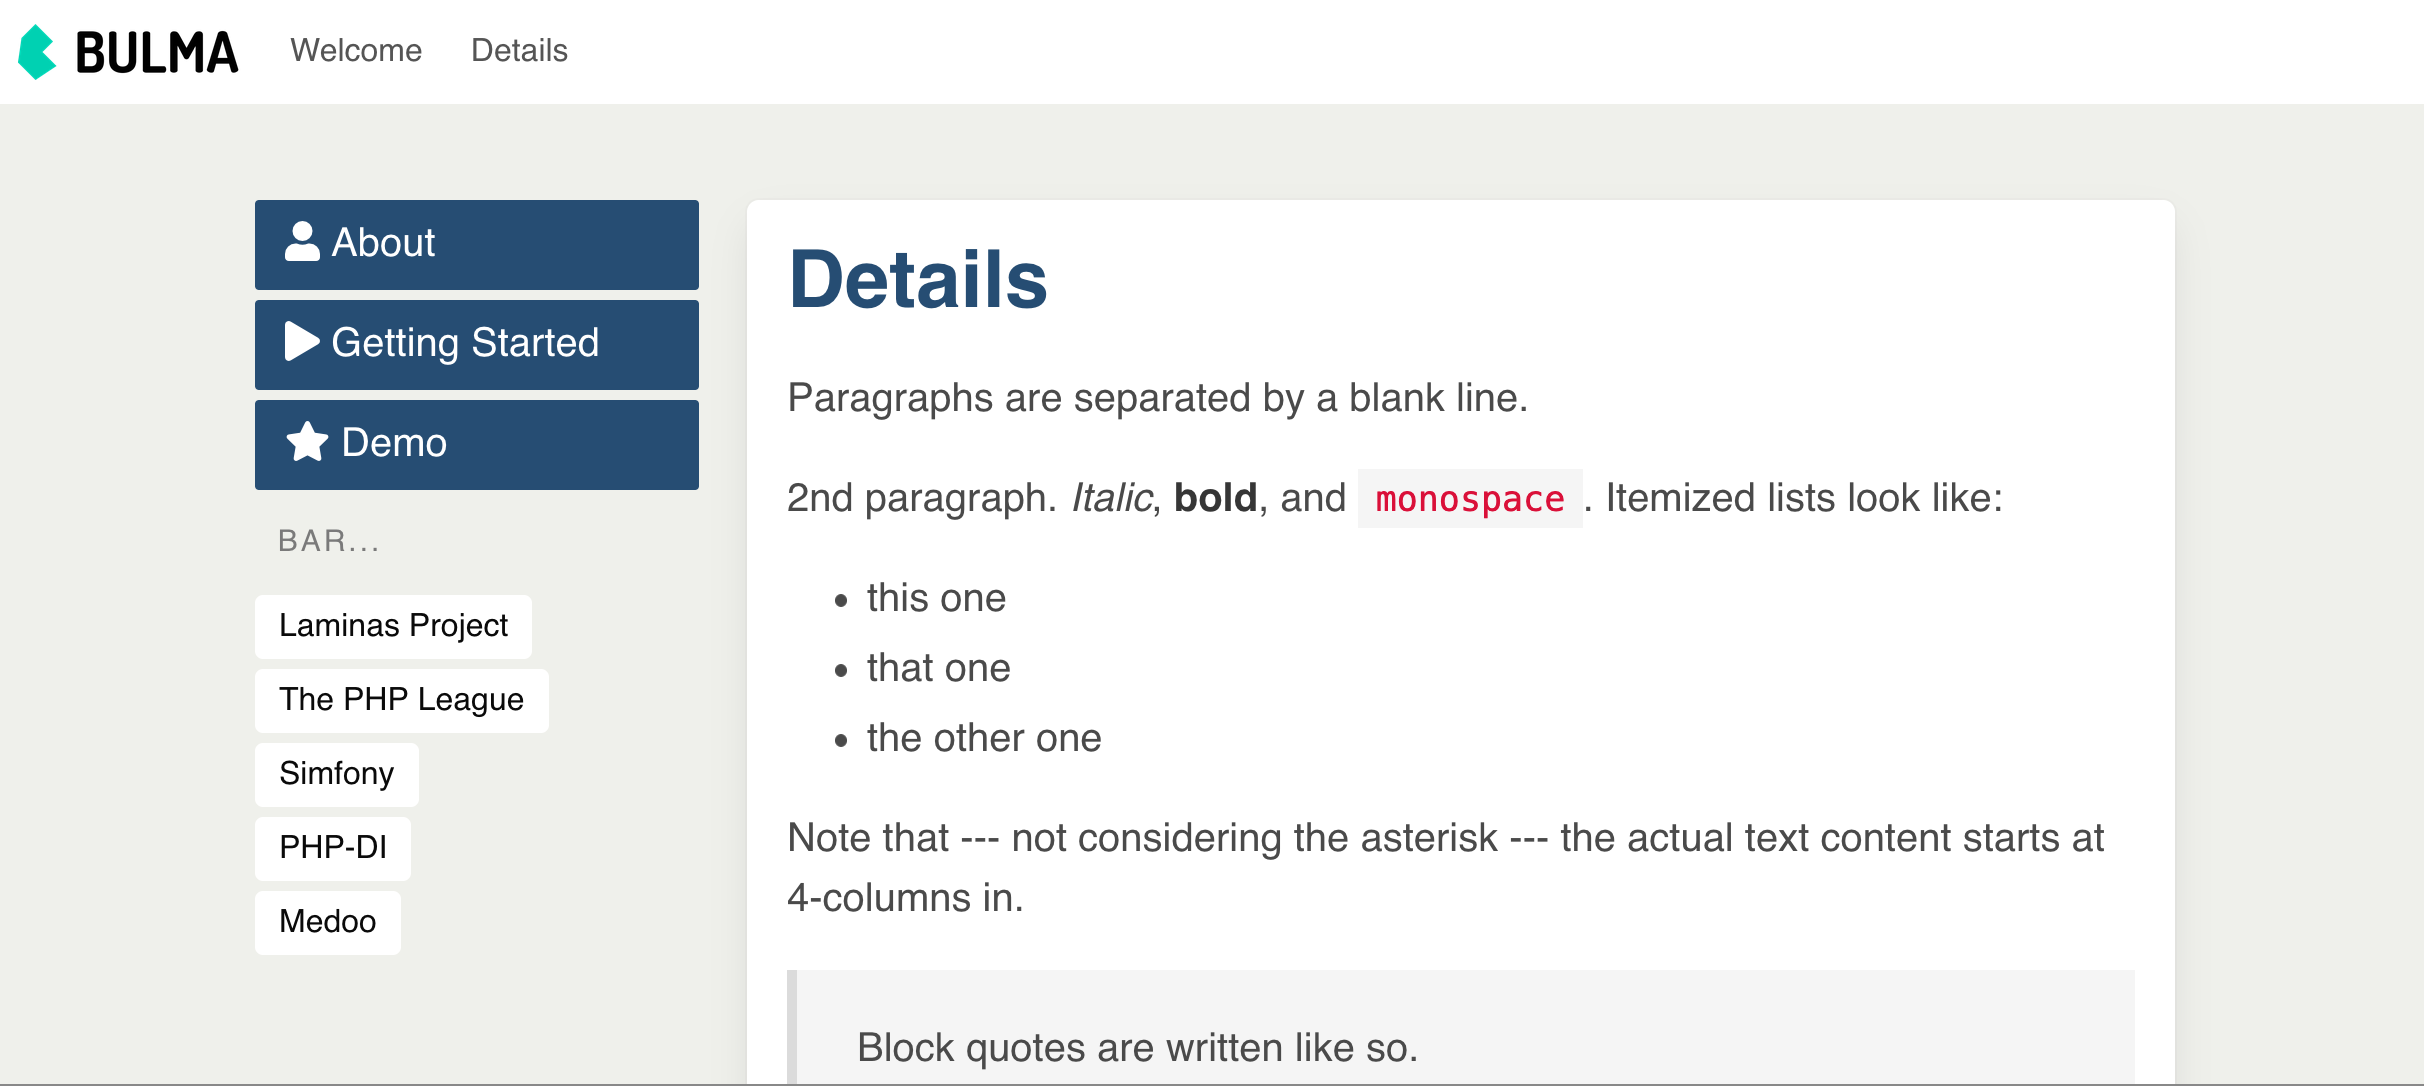 BULMA Welcome Details
About
Getting Started
Demo
BAR...
Laminas Project
The PHP League
Simfony
PHP-DI
Medoo
Details
Paragraphs are separated by a blank line.
2nd paragraph. Italic, bold, and monospace. Itemized lists look like:
• this one
• that one
• the other one
Note that --- not considering the asterisk --- the actual text content starts at
4-columns in.
Block quotes are written like so.